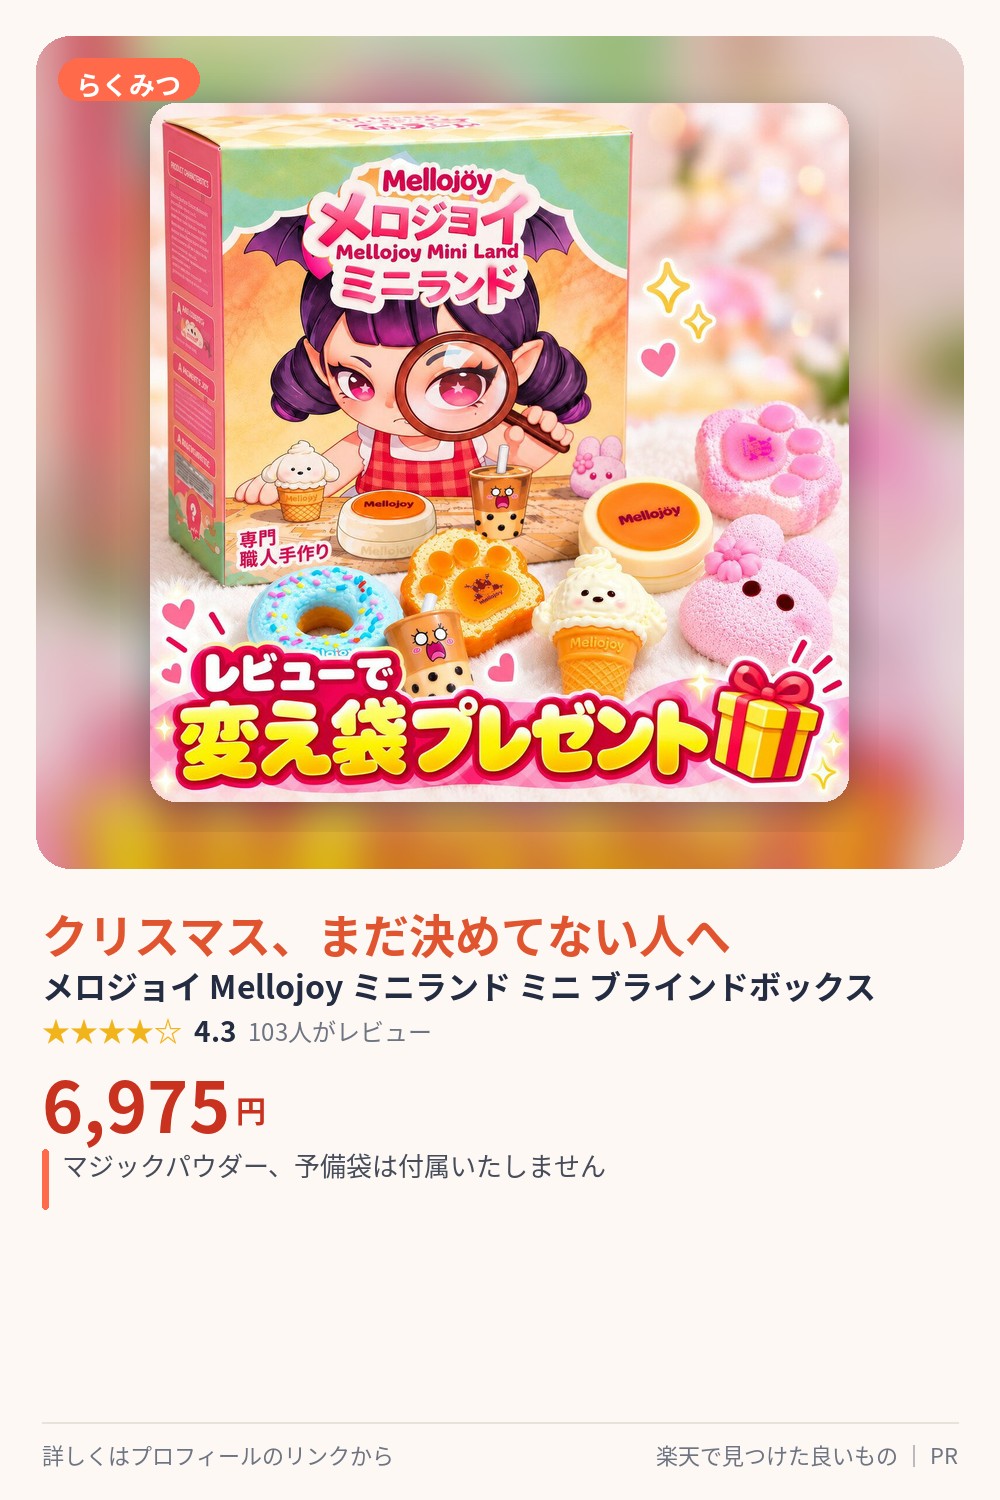 らくみつ
PRODUCT CHARACTERISTICS
Mellojöy
メロジョイ
Mellojoy Mini Land
ミニランド
A MOMENT'S JOY
Mellojoy
Mellojoy
Mellojoy
Mellojöy
専門
職人手作り
Mellojoy
Mellojoy
レビューで
変え袋プレゼント
クリスマス、まだ決めてない人へ
メロジョイ Mellojoy ミニランド ミニ ブラインドボックス
★★★★☆ 4.3 103人がレビュー
6,975円
マジックパウダー、予備袋は付属いたしません
詳しくはプロフィールのリンクから
楽天で見つけた良いもの | PR